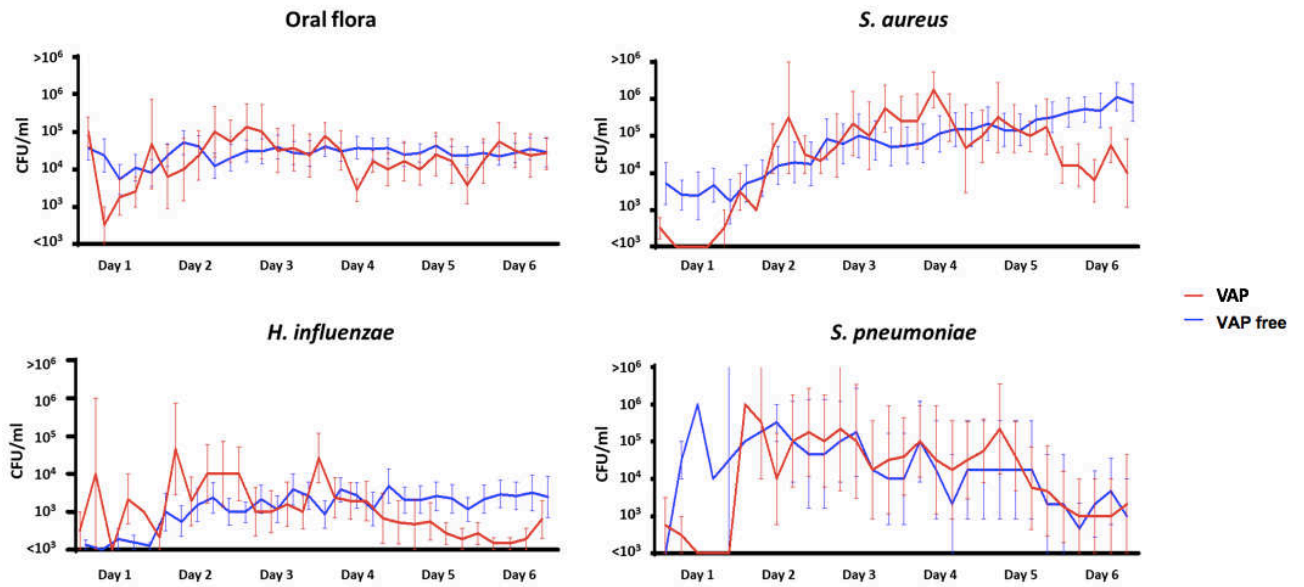 Oral flora
>10⁶
10⁶
10⁵
10⁴
10³
<10³
CFU/ml
Day 1 Day 2 Day 3 Day 4 Day 5 Day 6
S. aureus
>10⁶
10⁶
10⁵
10⁴
10³
<10³
CFU/ml
Day 1 Day 2 Day 3 Day 4 Day 5 Day 6
VAP
VAP free
H. influenzae
>10⁶
10⁶
10⁵
10⁴
10³
<10³
CFU/ml
Day 1 Day 2 Day 3 Day 4 Day 5 Day 6
S. pneumoniae
>10⁶
10⁶
10⁵
10⁴
10³
<10³
CFU/ml
Day 1 Day 2 Day 3 Day 4 Day 5 Day 6